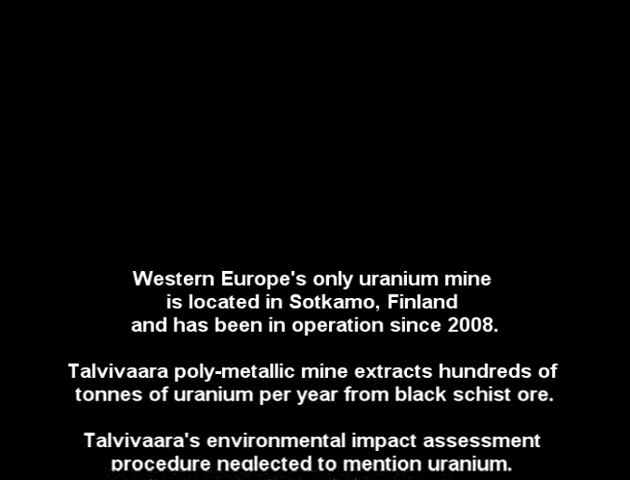 Western Europe's only uranium mine
is located in Sotkamo, Finland
and has been in operation since 2008.
Talvivaara poly-metallic mine extracts hundreds of
tonnes of uranium per year from black schist ore.
Talvivaara's environmental impact assessment
procedure neglected to mention uranium.